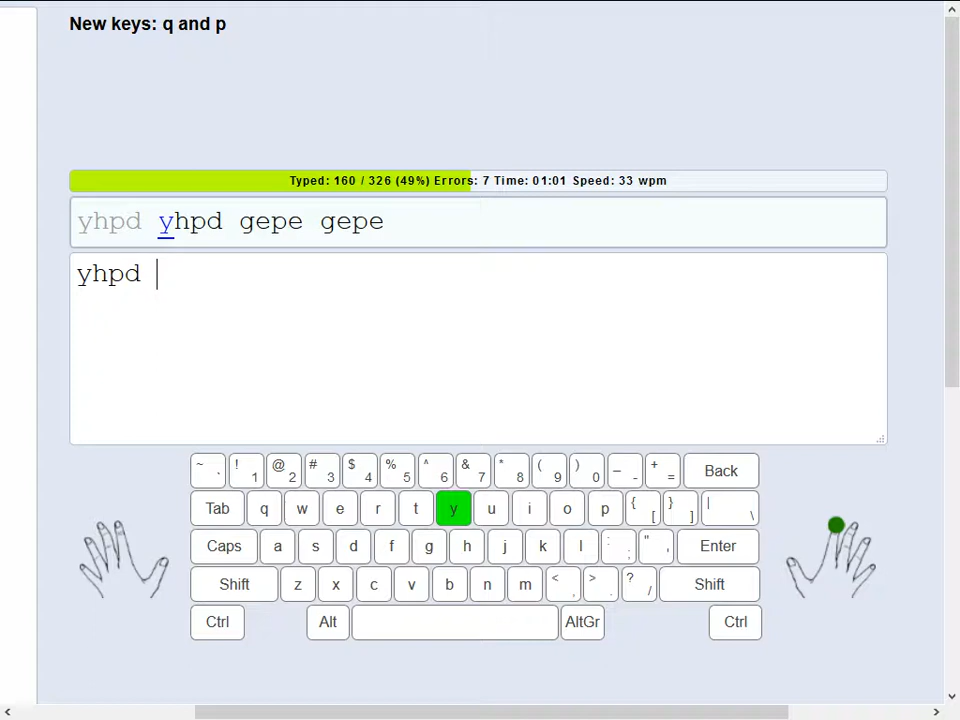 New keys: q and p
Typed: 160 / 326 (49%) Errors: 7 Time: 01:01 Speed: 33 wpm
yhpd yhpd gepe gepe
yhpd
~ ` ! 1 @ 2 # 3 $ 4 % 5 ^ 6 & 7 * 8 ( 9 ) 0 _ - + = Back
Tab q w e r t y u i o p { [ } ] | \
Caps a s d f g h j k l : ; " ' Enter
Shift z x c v b n m < , > . ? / Shift
Ctrl Alt AltGr Ctrl